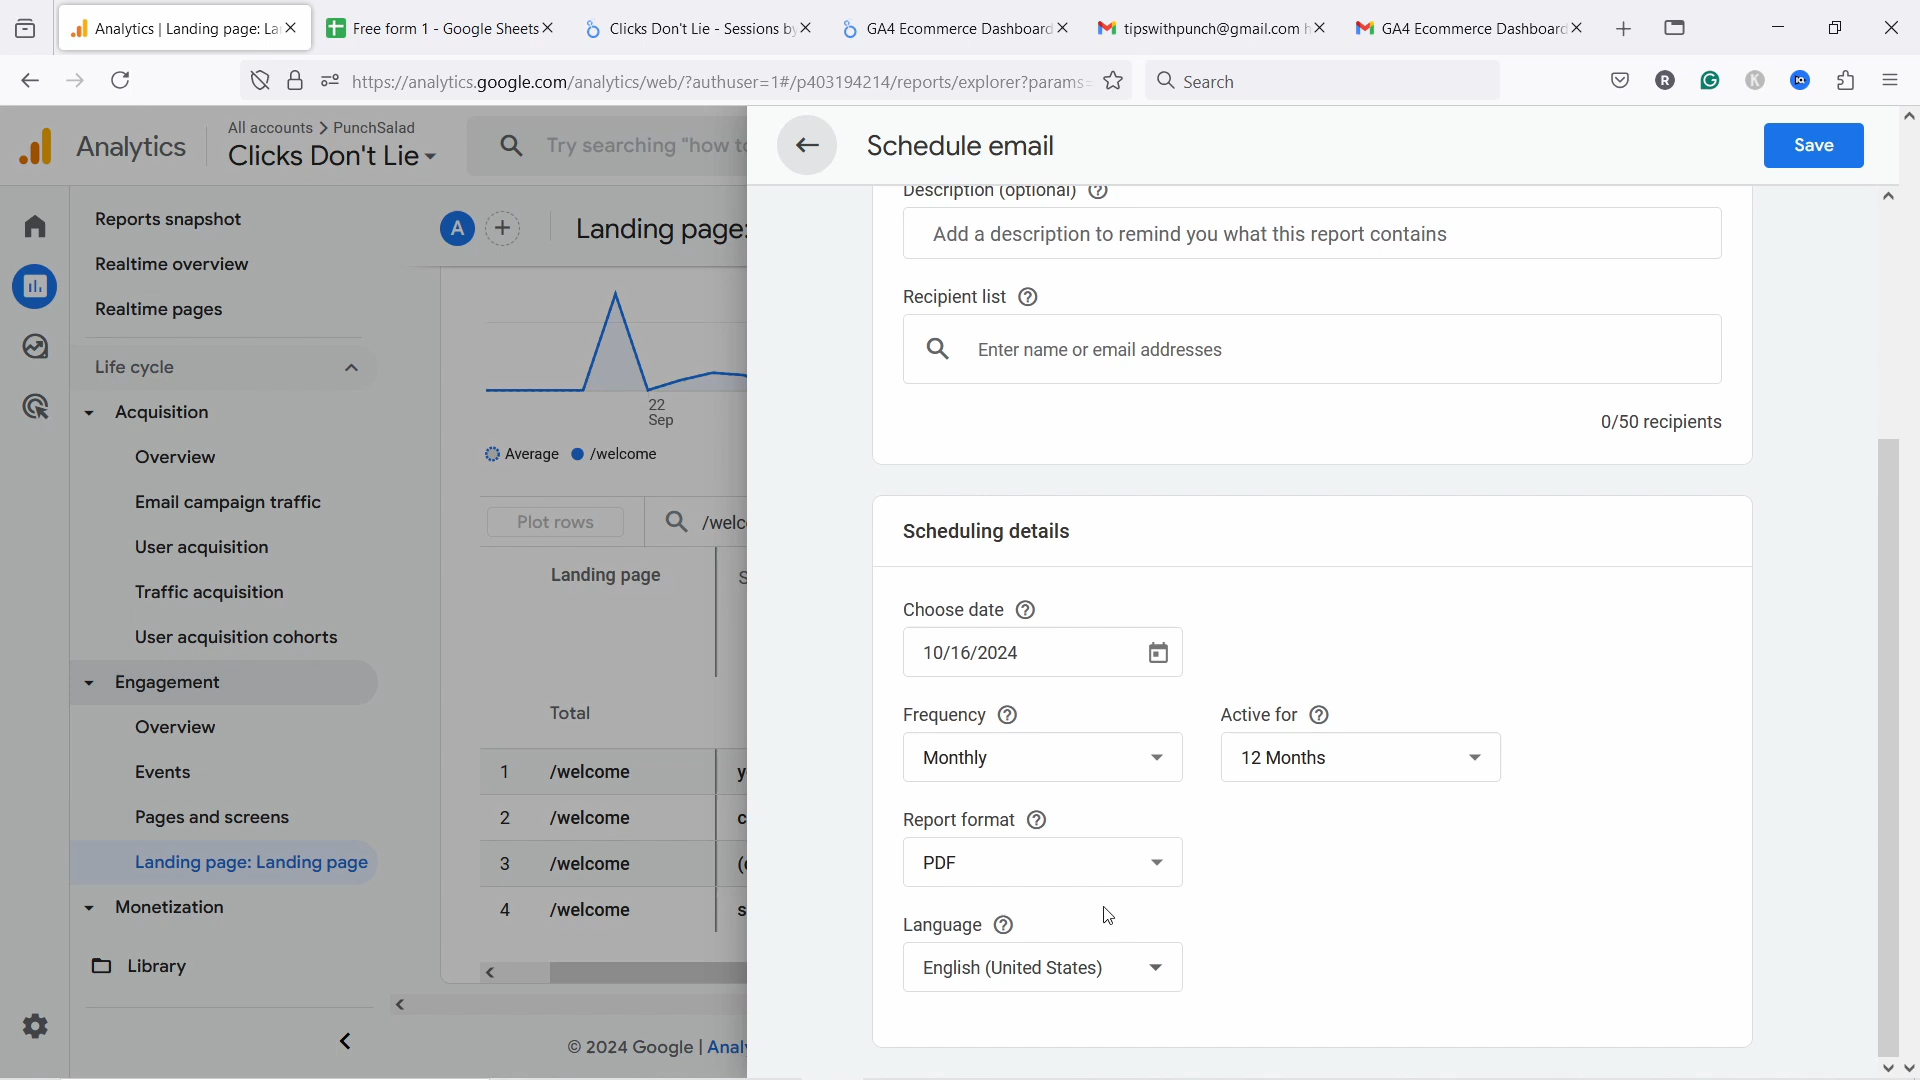 Analytics | Landing page: La
Free form 1 - Google Sheets
Clicks Don't Lie - Sessions by
GA4 Ecommerce Dashboard
tipswithpunch@gmail.com
GA4 Ecommerce Dashboard
https://analytics.google.com/analytics/web/?authuser=1#/p403194214/reports/explorer?params=
Search
Analytics
All accounts > PunchSalad
Clicks Don't Lie
Try searching "how to
Schedule email
Save
Reports snapshot
Realtime overview
Realtime pages
Life cycle
Acquisition
Overview
Email campaign traffic
User acquisition
Traffic acquisition
User acquisition cohorts
Engagement
Overview
Events
Pages and screens
Landing page: Landing page
Monetization
Library
A
Landing page:
22
Sep
Average
/welcome
Plot rows
/welc
Landing page
S
Total
1 /welcome y
2 /welcome c
3 /welcome (c
4 /welcome s
© 2024 Google | Analy
Description (optional)
Add a description to remind you what this report contains
Recipient list
Enter name or email addresses
0/50 recipients
Scheduling details
Choose date
10/16/2024
Frequency
Active for
Monthly
12 Months
Report format
PDF
Language
English (United States)